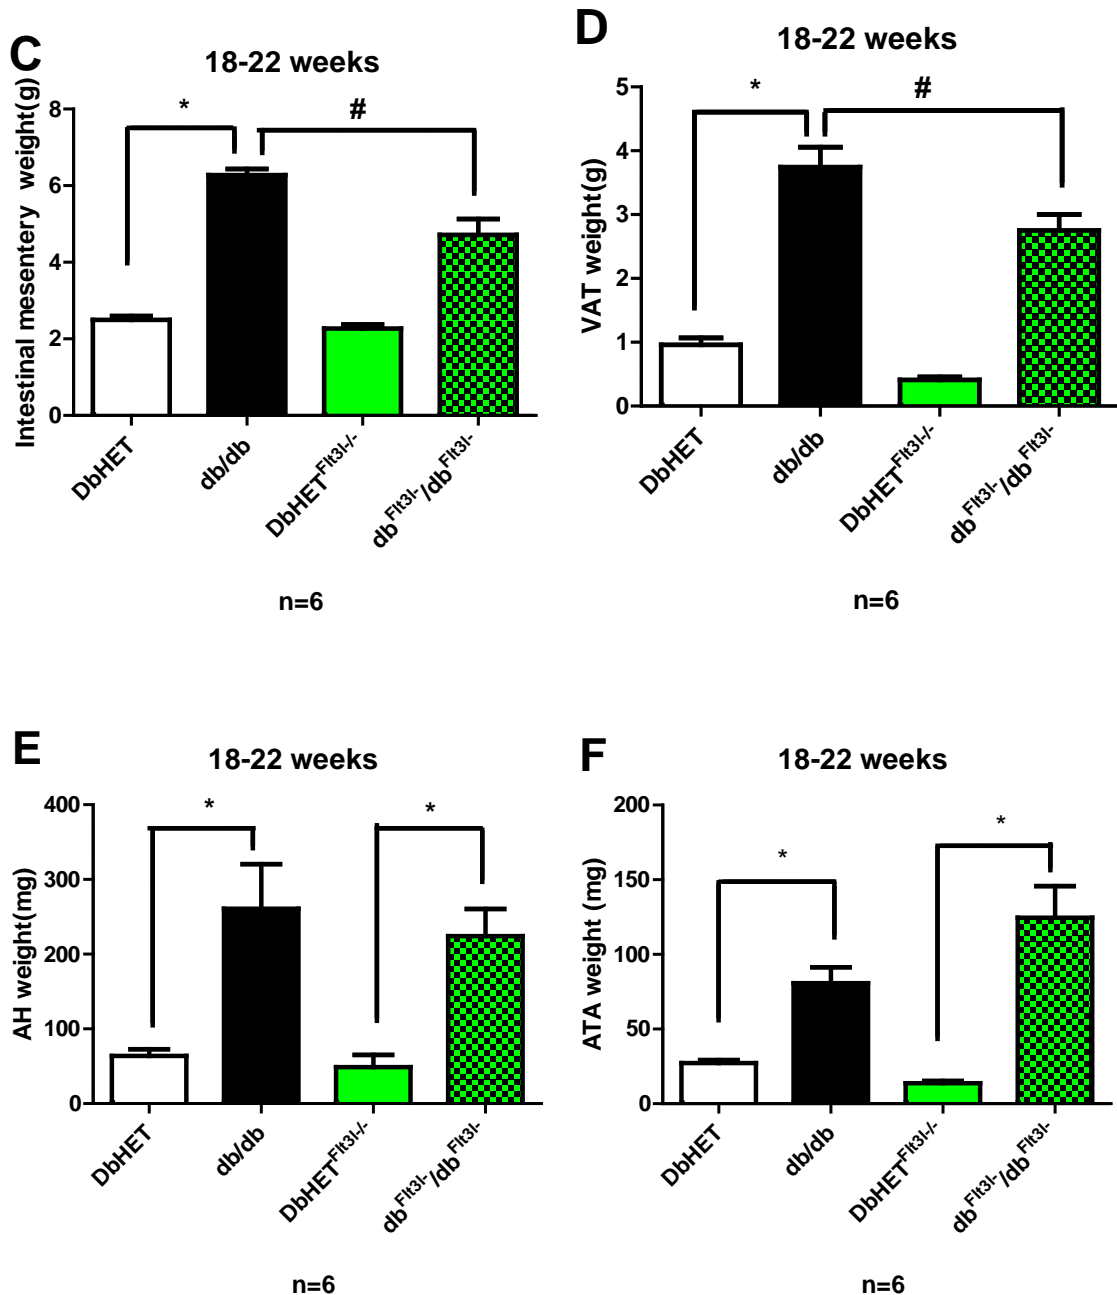 C
18-22 weeks
Intestinal mesentery weight(g)
8
6
4
2
0
*
#
DbHET
db/db
DbHET^Flt3l-/-
db^Flt3l-/db^Flt3l-
n=6
D
18-22 weeks
VAT weight(g)
5
4
3
2
1
0
*
#
DbHET
db/db
DbHET^Flt3l-/-
db^Flt3l-/db^Flt3l-
n=6
E
18-22 weeks
AH weight(mg)
400
300
200
100
0
*
*
DbHET
db/db
DbHET^Flt3l-/-
db^Flt3l-/db^Flt3l-
n=6
F
18-22 weeks
ATA weight (mg)
200
150
100
50
0
*
*
DbHET
db/db
DbHET^Flt3l-/-
db^Flt3l-/db^Flt3l-
n=6